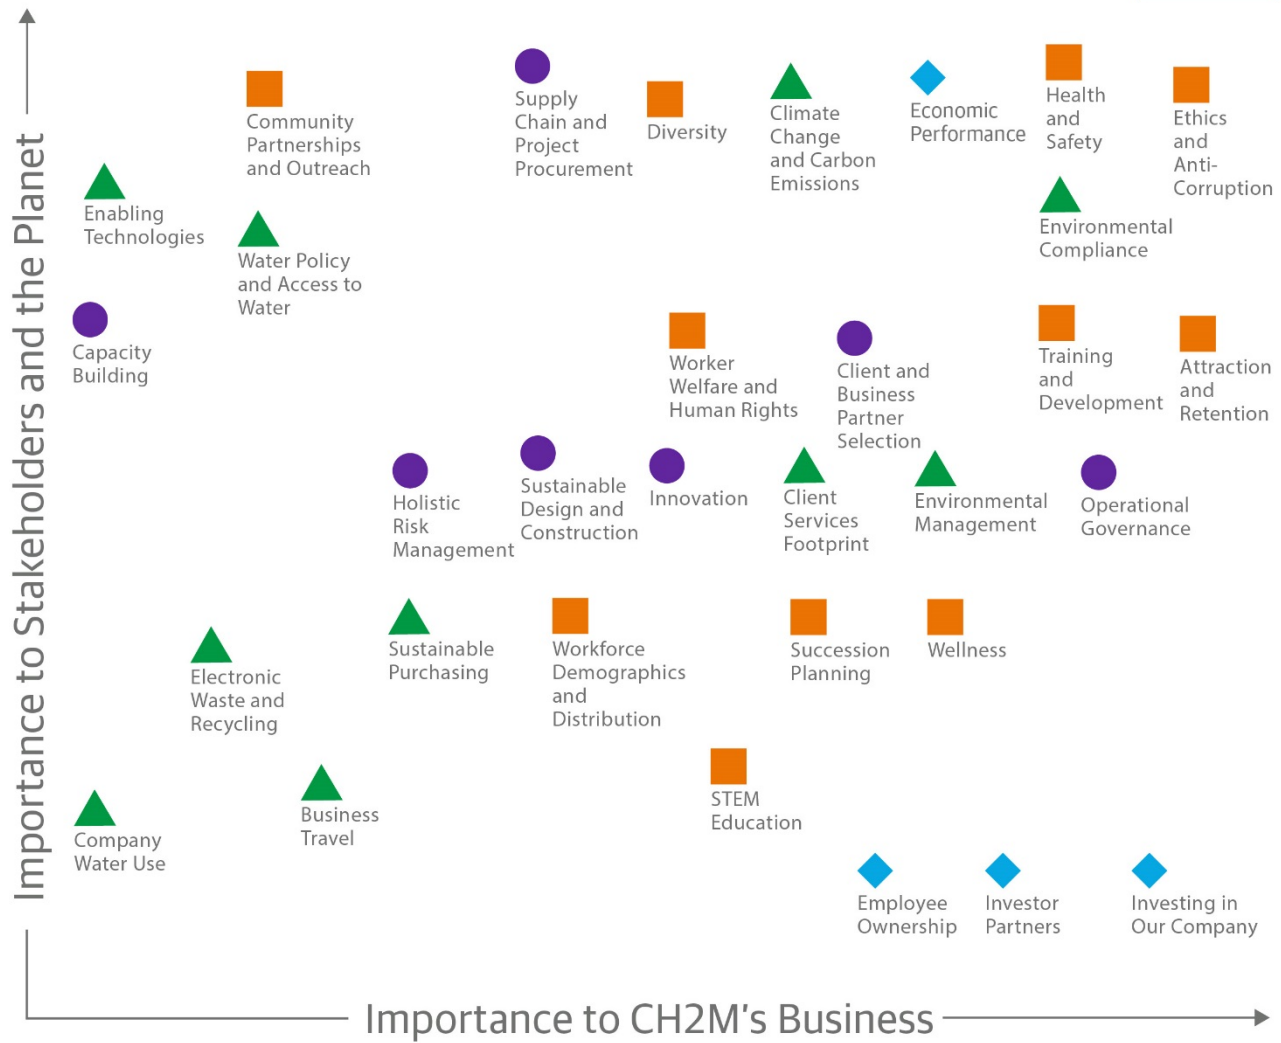 Importance to Stakeholders and the Planet
Community
Partnerships
and Outreach
Supply
Chain and
Project
Procurement
Diversity
Climate
Change
and Carbon
Emissions
Economic
Performance
Health
and
Safety
Ethics
and
Anti-
Corruption
Enabling
Technologies
Water Policy
and Access to
Water
Environmental
Compliance
Capacity
Building
Worker
Welfare and
Human Rights
Client and
Business
Partner
Selection
Training
and
Development
Attraction
and
Retention
Holistic
Risk
Management
Sustainable
Design and
Construction
Innovation
Client
Services
Footprint
Environmental
Management
Operational
Governance
Electronic
Waste and
Recycling
Sustainable
Purchasing
Workforce
Demographics
and
Distribution
Succession
Planning
Wellness
Company
Water Use
Business
Travel
STEM
Education
Employee
Ownership
Investor
Partners
Investing in
Our Company
Importance to CH2M's Business